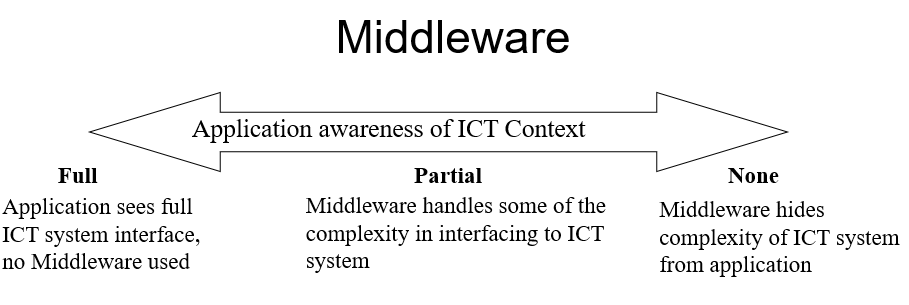 Middleware
Application awareness of ICT Context
Full
Application sees full
ICT system interface,
no Middleware used
Partial
Middleware handles some of the
complexity in interfacing to ICT
system
None
Middleware hides
complexity of ICT system
from application